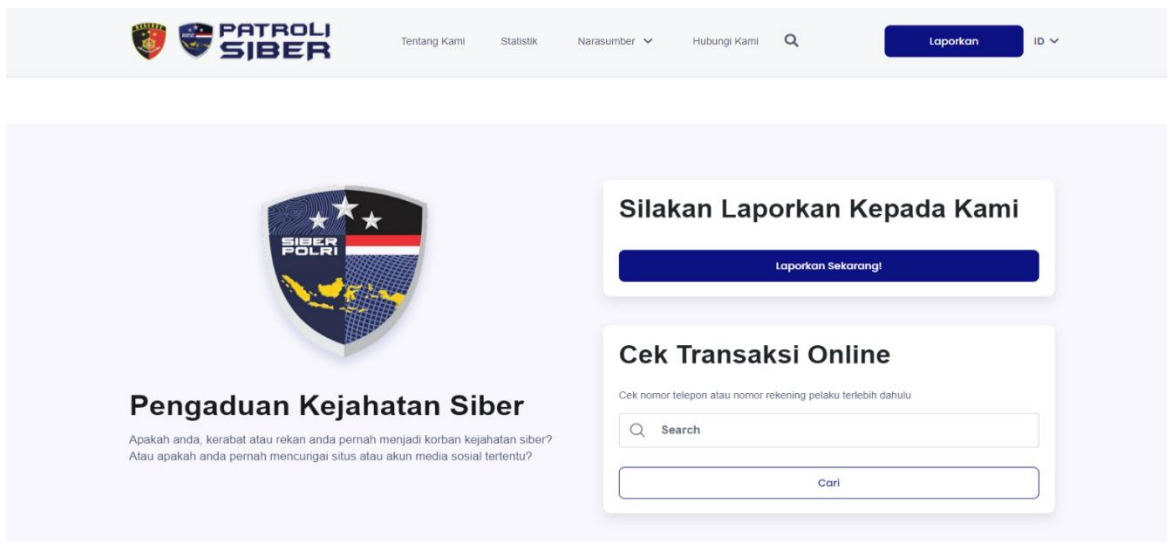 PATROLI
SIBER
Tentang Kami
Statistik
Narasumber
Hubungi Kami
Laporkan
ID
SIBER
POLRI
Pengaduan Kejahatan Siber
Apakah anda, kerabat atau rekan anda pernah menjadi korban kejahatan siber?
Atau apakah anda pernah mencurigai situs atau akun media sosial tertentu?
Silakan Laporkan Kepada Kami
Laporkan Sekarang!
Cek Transaksi Online
Cek nomor telepon atau nomor rekening pelaku terlebih dahulu
Search
Cari